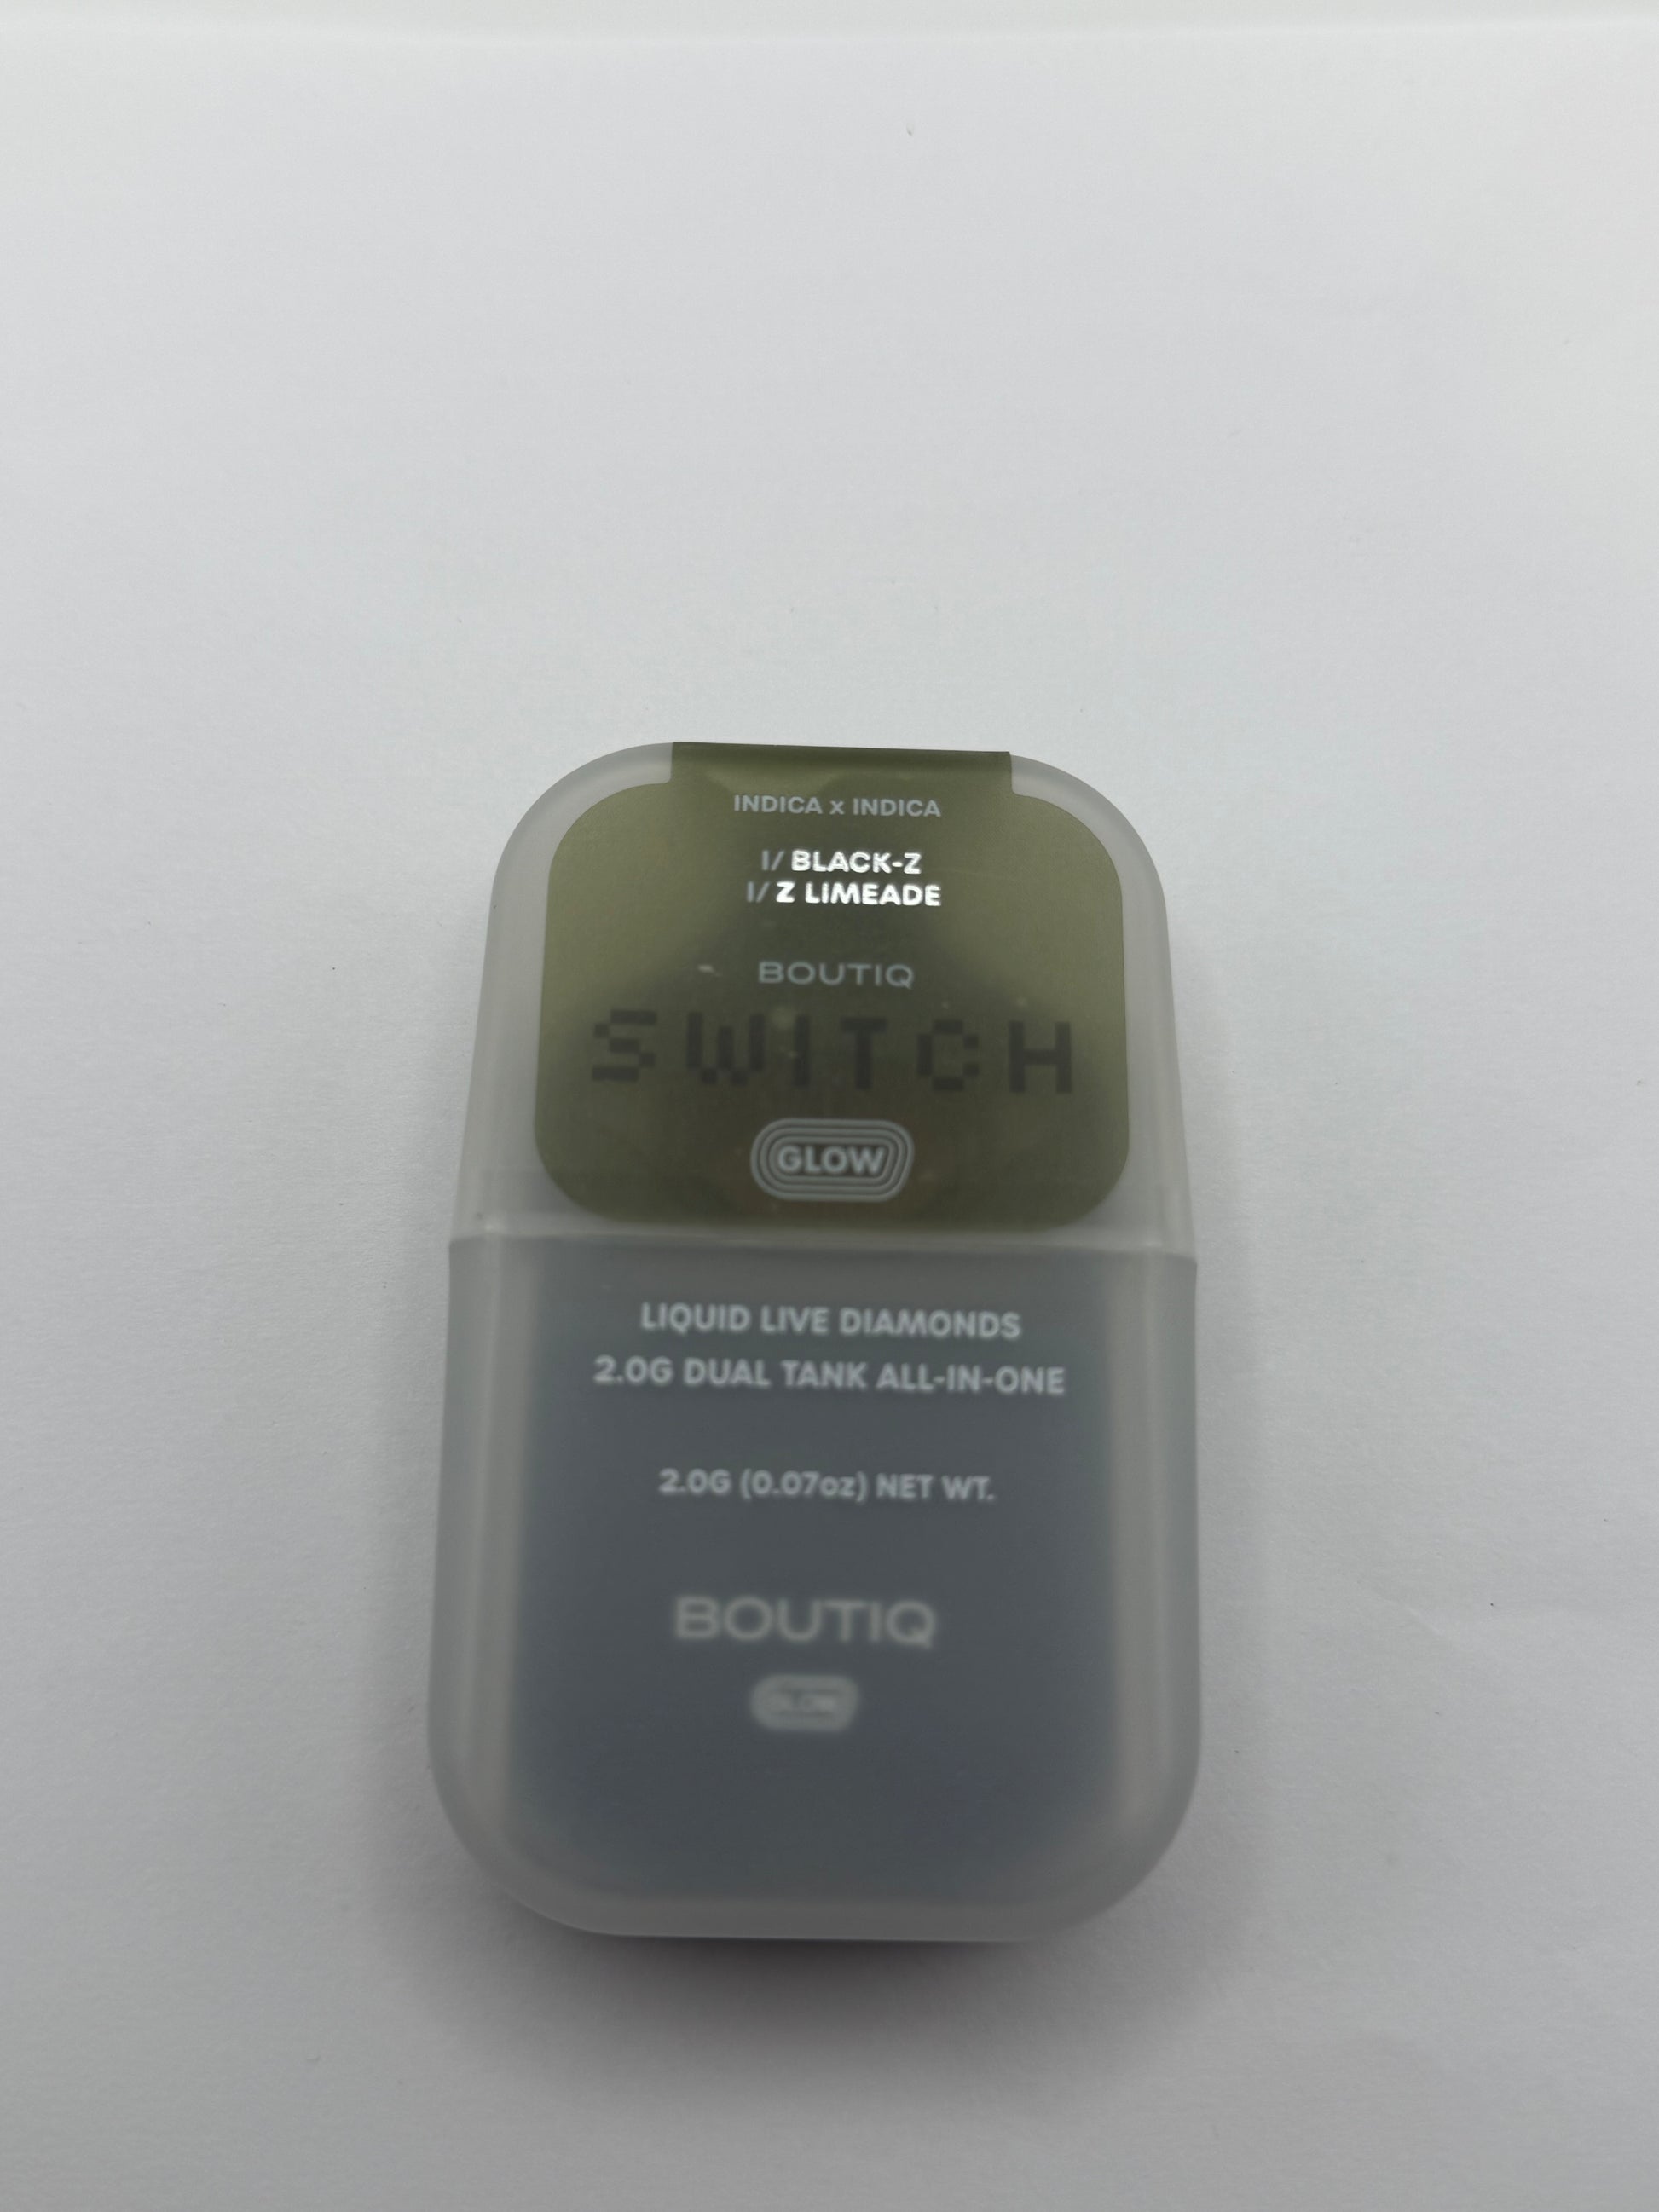 INDICA x INDICA
I/ BLACK-Z
I/ Z LIMEADE
BOUTIQ
SWITCH
GLOW
LIQUID LIVE DIAMONDS
2.0G DUAL TANK ALL-IN-ONE
2.0G (0.07oz) NET WT.
BOUTIQ
GLOW